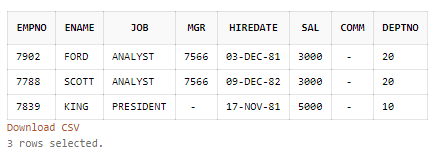 EMPNO ENAME JOB MGR HIREDATE SAL COMM DEPTNO
7902 FORD ANALYST 7566 03-DEC-81 3000 - 20
7788 SCOTT ANALYST 7566 09-DEC-82 3000 - 20
7839 KING PRESIDENT - 17-NOV-81 5000 - 10
Download CSV
3 rows selected.